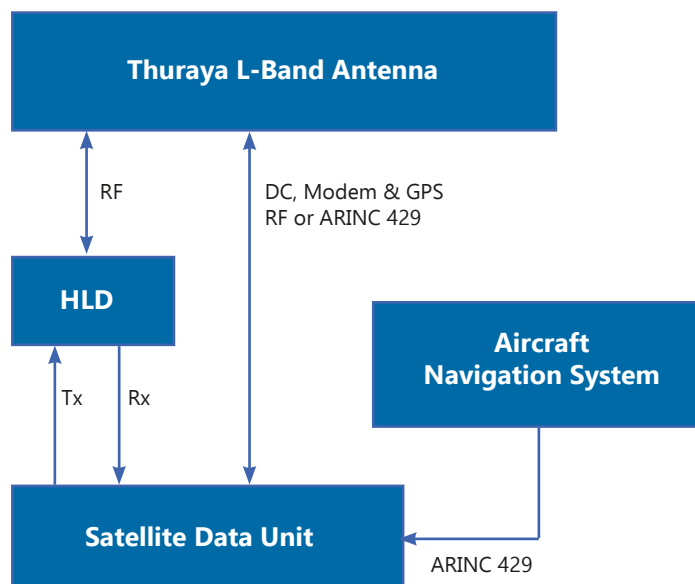 Thuraya L-Band Antenna
RF
DC, Modem & GPS
RF or ARINC 429
HLD
Aircraft
Navigation System
Tx
Rx
Satellite Data Unit
ARINC 429